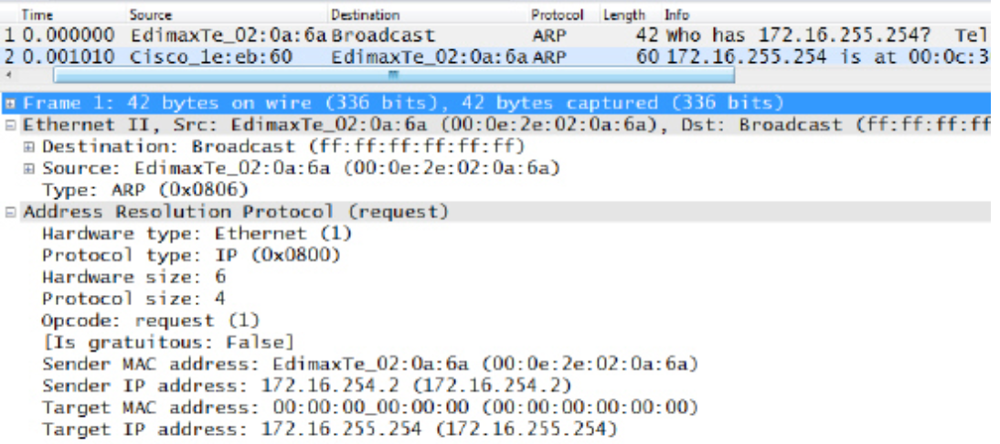 Time Source Destination Protocol Length Info
1 0.000000 EdimaxTe_02:0a:6a Broadcast ARP 42 Who has 172.16.255.254? Tel
2 0.001010 Cisco_1e:eb:60 EdimaxTe_02:0a:6a ARP 60 172.16.255.254 is at 00:0c:3
Frame 1: 42 bytes on wire (336 bits), 42 bytes captured (336 bits)
Ethernet II, Src: EdimaxTe_02:0a:6a (00:0e:2e:02:0a:6a), Dst: Broadcast (ff:ff:ff:ff
Destination: Broadcast (ff:ff:ff:ff:ff:ff)
Source: EdimaxTe_02:0a:6a (00:0e:2e:02:0a:6a)
Type: ARP (0x0806)
Address Resolution Protocol (request)
Hardware type: Ethernet (1)
Protocol type: IP (0x0800)
Hardware size: 6
Protocol size: 4
Opcode: request (1)
[Is gratuitous: False]
Sender MAC address: EdimaxTe_02:0a:6a (00:0e:2e:02:0a:6a)
Sender IP address: 172.16.254.2 (172.16.254.2)
Target MAC address: 00:00:00_00:00:00 (00:00:00:00:00:00)
Target IP address: 172.16.255.254 (172.16.255.254)